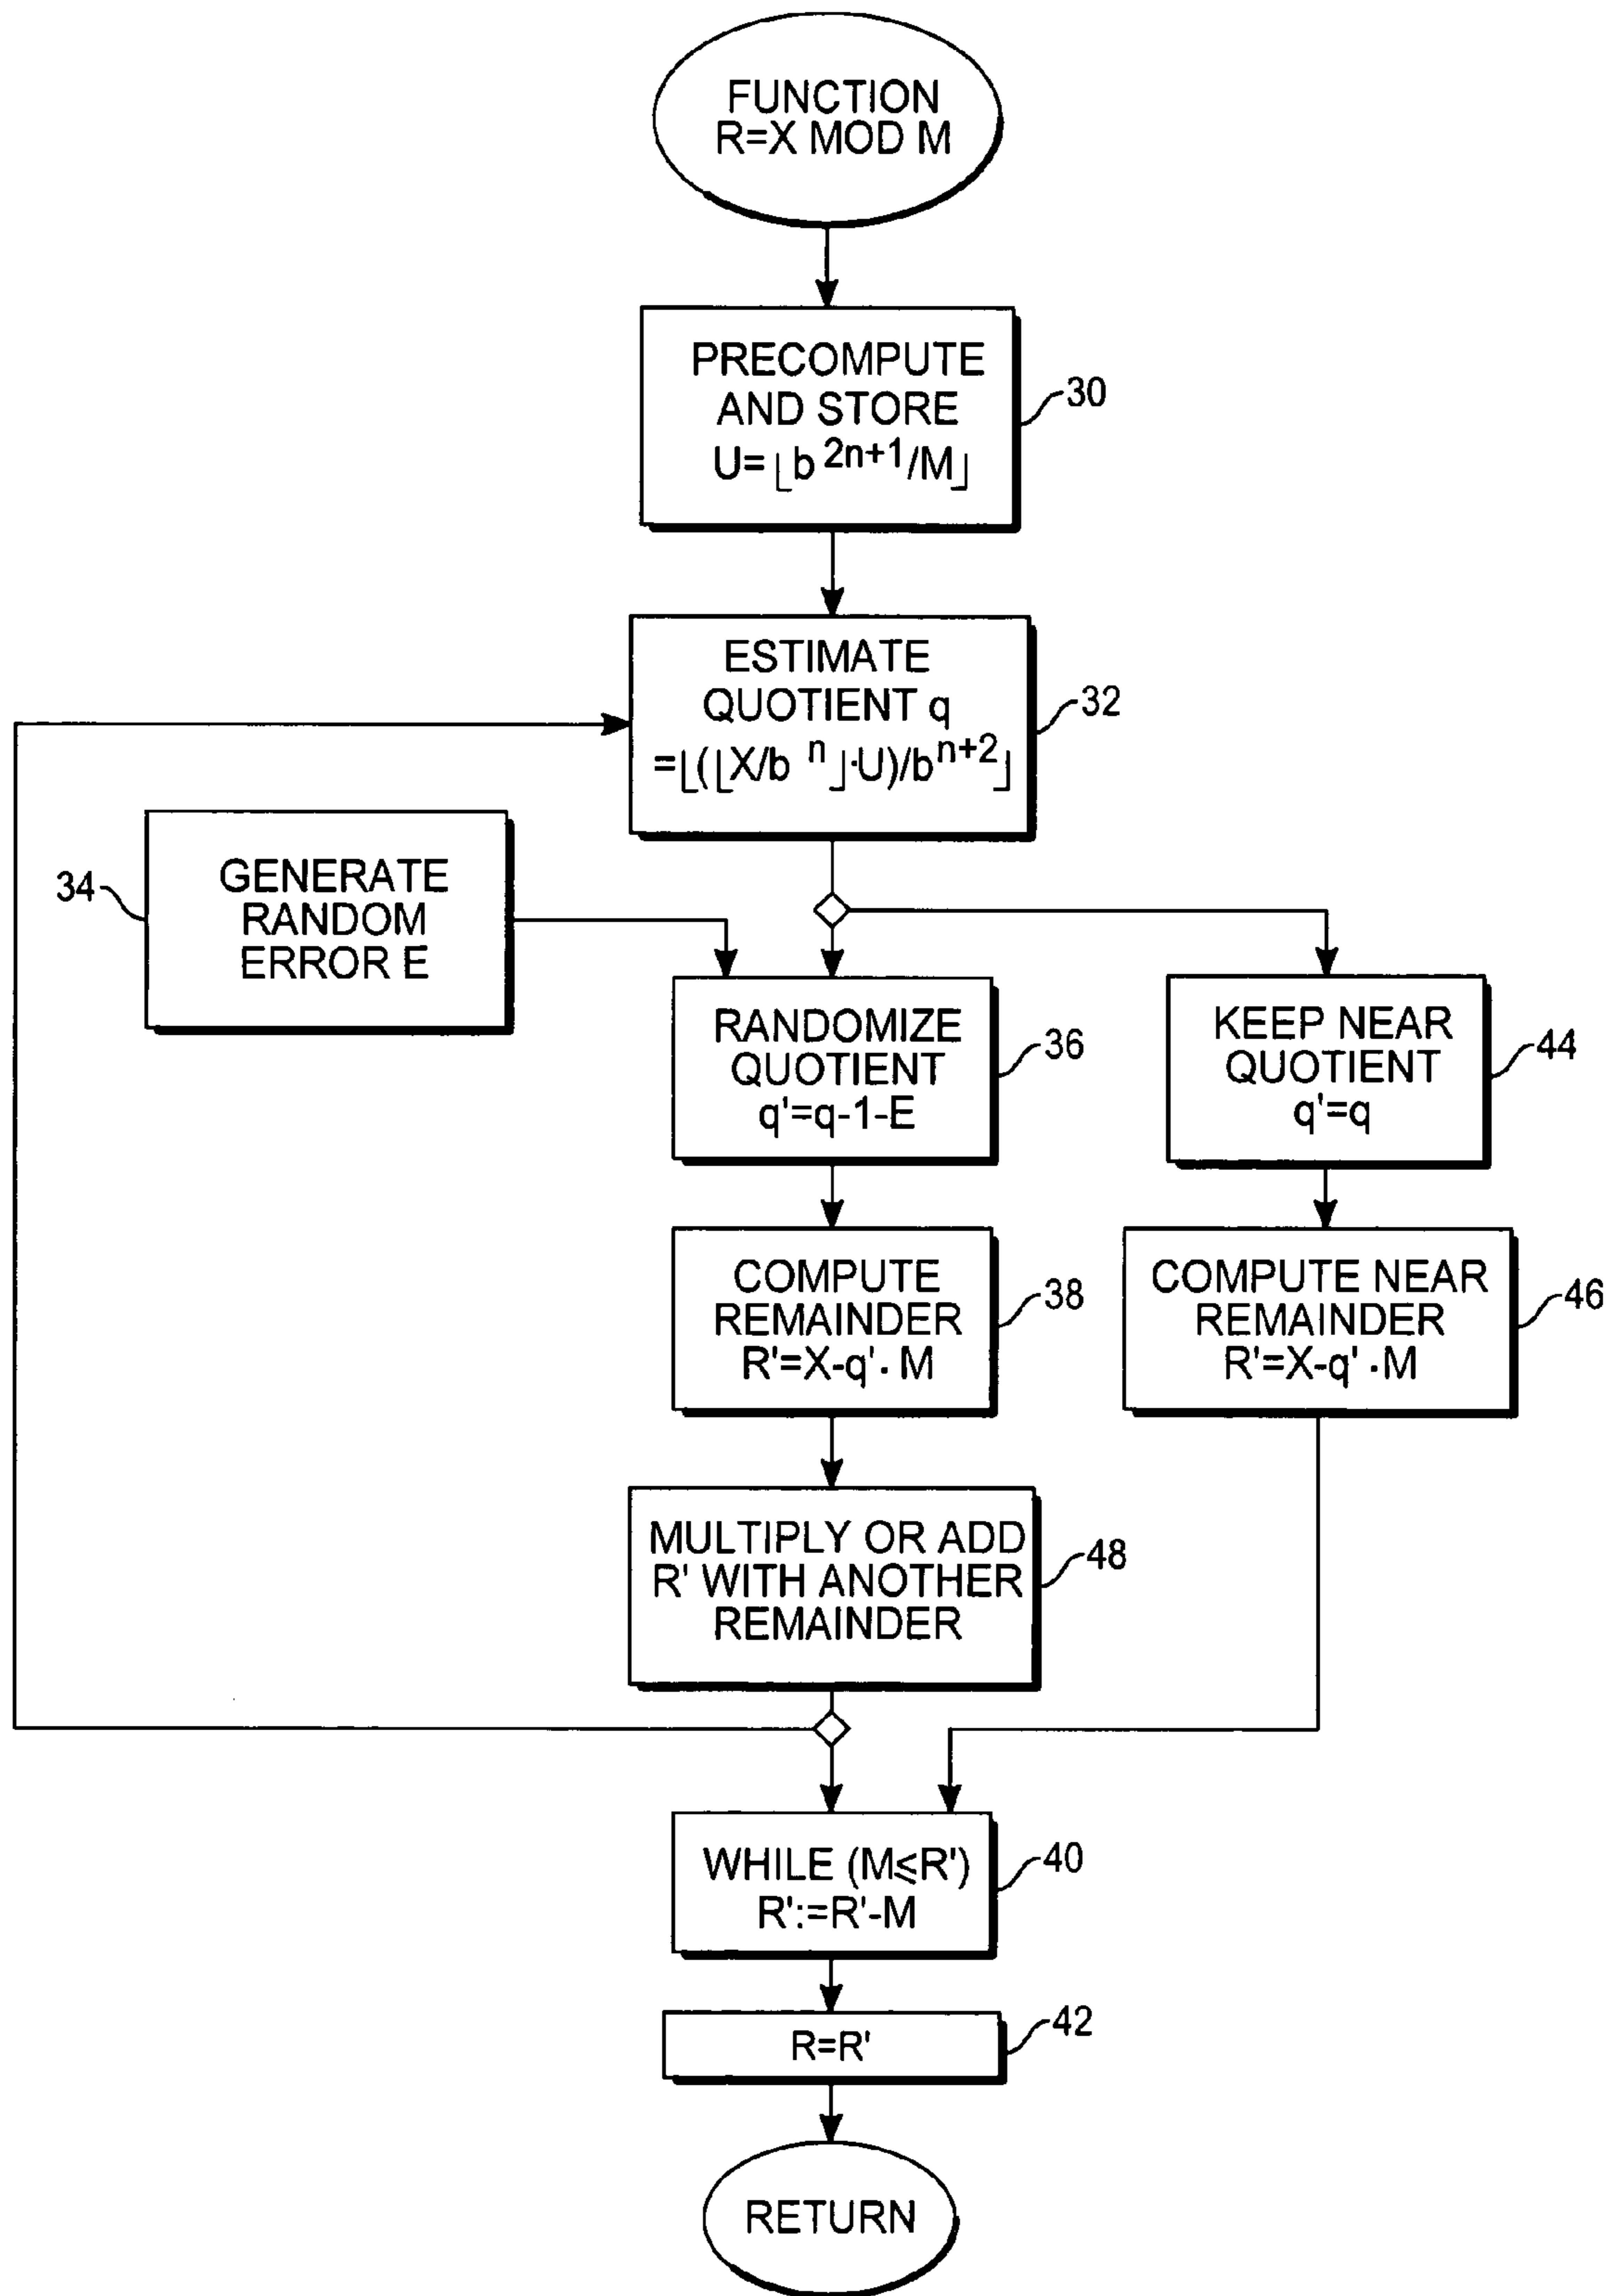 FUNCTION
R=X MOD M
PRECOMPUTE
AND STORE
U=⌊b^2n+1/M⌋
30
ESTIMATE
QUOTIENT q
=⌊(⌊X/b^n⌋·U)/b^n+2⌋
32
GENERATE
RANDOM
ERROR E
34
RANDOMIZE
QUOTIENT
q'=q-1-E
36
KEEP NEAR
QUOTIENT
q'=q
44
COMPUTE
REMAINDER
R'=X-q'·M
38
COMPUTE NEAR
REMAINDER
R'=X-q'·M
46
MULTIPLY OR ADD
R' WITH ANOTHER
REMAINDER
48
WHILE (M⩽R')
R':=R'-M
40
R=R'
42
RETURN